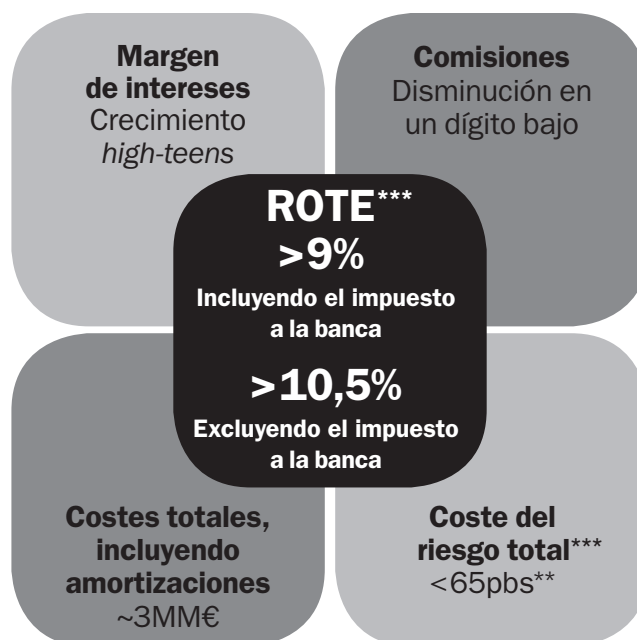 Margen
de intereses
Crecimiento
high-teens
Comisiones
Disminución en
un dígito bajo
ROTE***
>9%
Incluyendo el impuesto
a la banca
>10,5%
Excluyendo el impuesto
a la banca
Costes totales,
incluyendo
amortizaciones
~3MM€
Coste del
riesgo total***
<65pbs**